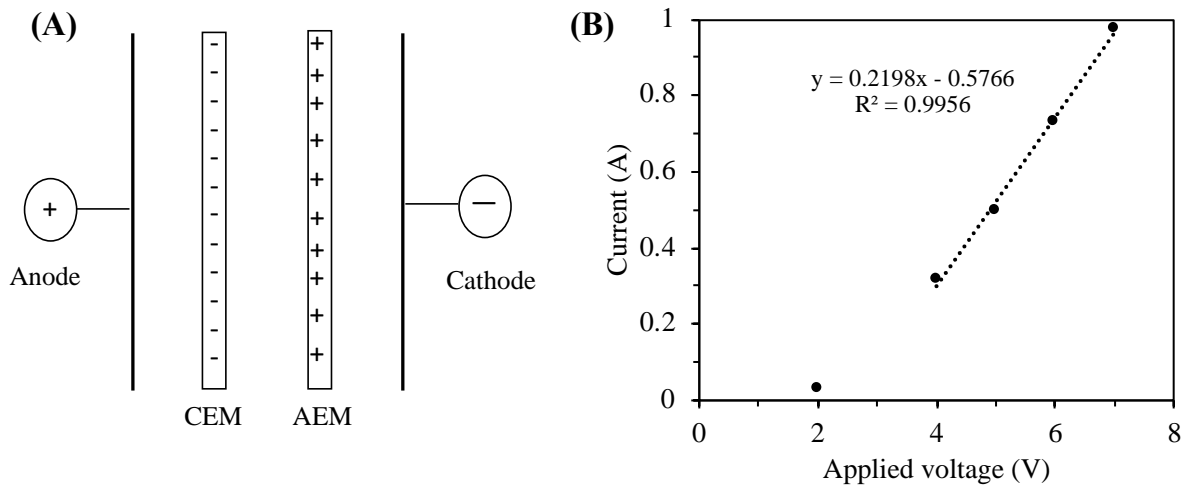 (A)
+
Anode
-
-
-
-
-
-
-
-
-
-
-
-
CEM
+
+
+
+
+
+
+
+
+
+
AEM
−
Cathode
(B)
Current (A)
1
0.8
0.6
0.4
0.2
0
y = 0.2198x - 0.5766
R² = 0.9956
0 2 4 6 8
Applied voltage (V)